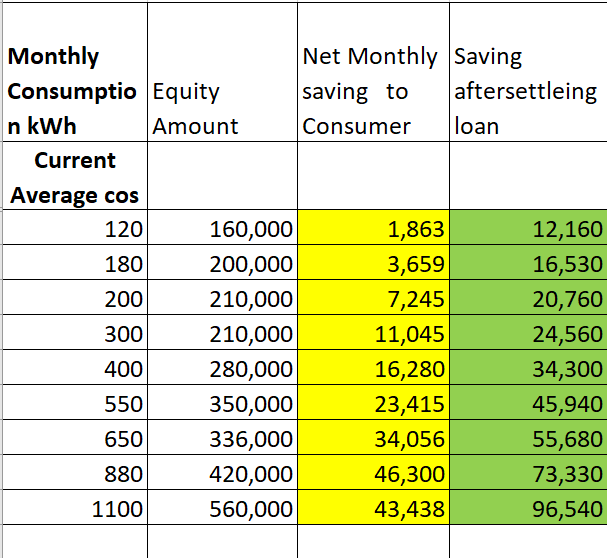 Monthly Consumptio n kWh Equity Amount Net Monthly saving to Consumer Saving aftersettleing loan
Current Average cos
120 160,000 1,863 12,160
180 200,000 3,659 16,530
200 210,000 7,245 20,760
300 210,000 11,045 24,560
400 280,000 16,280 34,300
550 350,000 23,415 45,940
650 336,000 34,056 55,680
880 420,000 46,300 73,330
1100 560,000 43,438 96,540